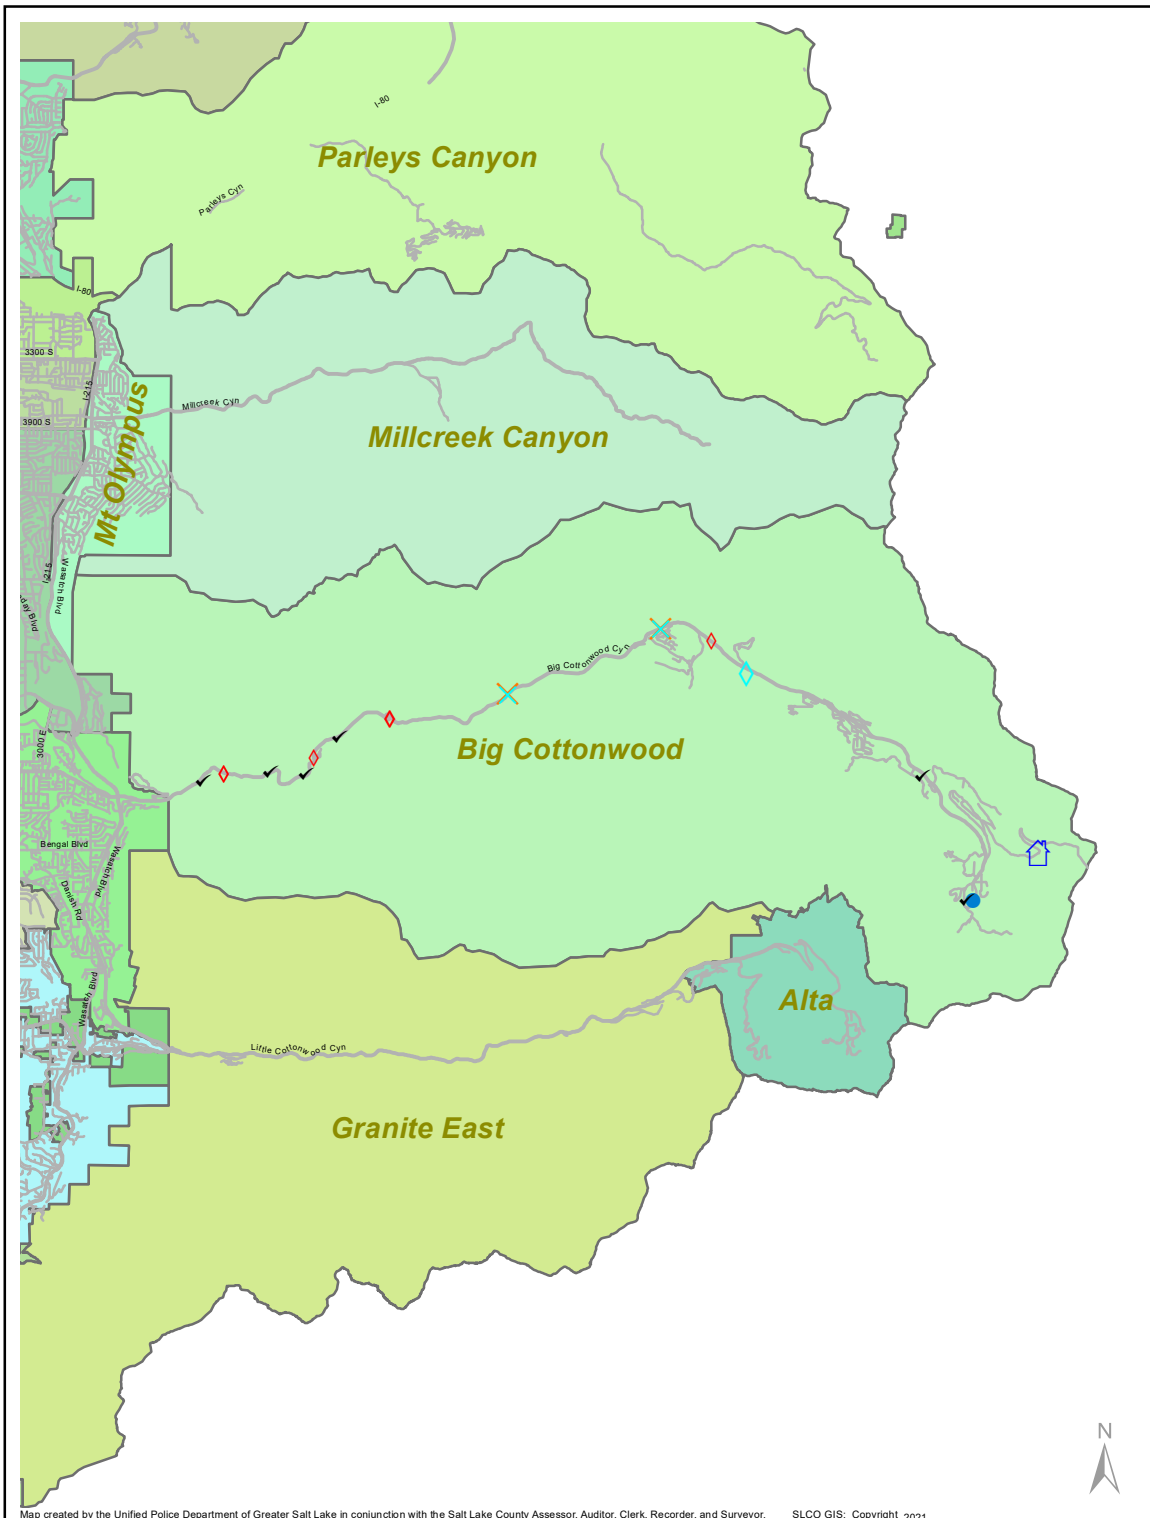 I-80
Parleys Canyon
Parleys Cyn
I-80
3300 S
I-215
Millcreek Cyn
3900 S
Mt Olympus
Millcreek Canyon
I-215
Wasatch Blvd
day Blvd
Big Cottonwood Cyn
3000 E
Big Cottonwood
Bengal Blvd
Wasatch Blvd
Danish Rd
Wasatch Blvd
Alta
Little Cottonwood Cyn
Granite East
N
Map created by the Unified Police Department of Greater Salt Lake in conjunction with the Salt Lake County Assessor, Auditor, Clerk, Recorder, and Surveyor. SLCO GIS: Copyright 2021